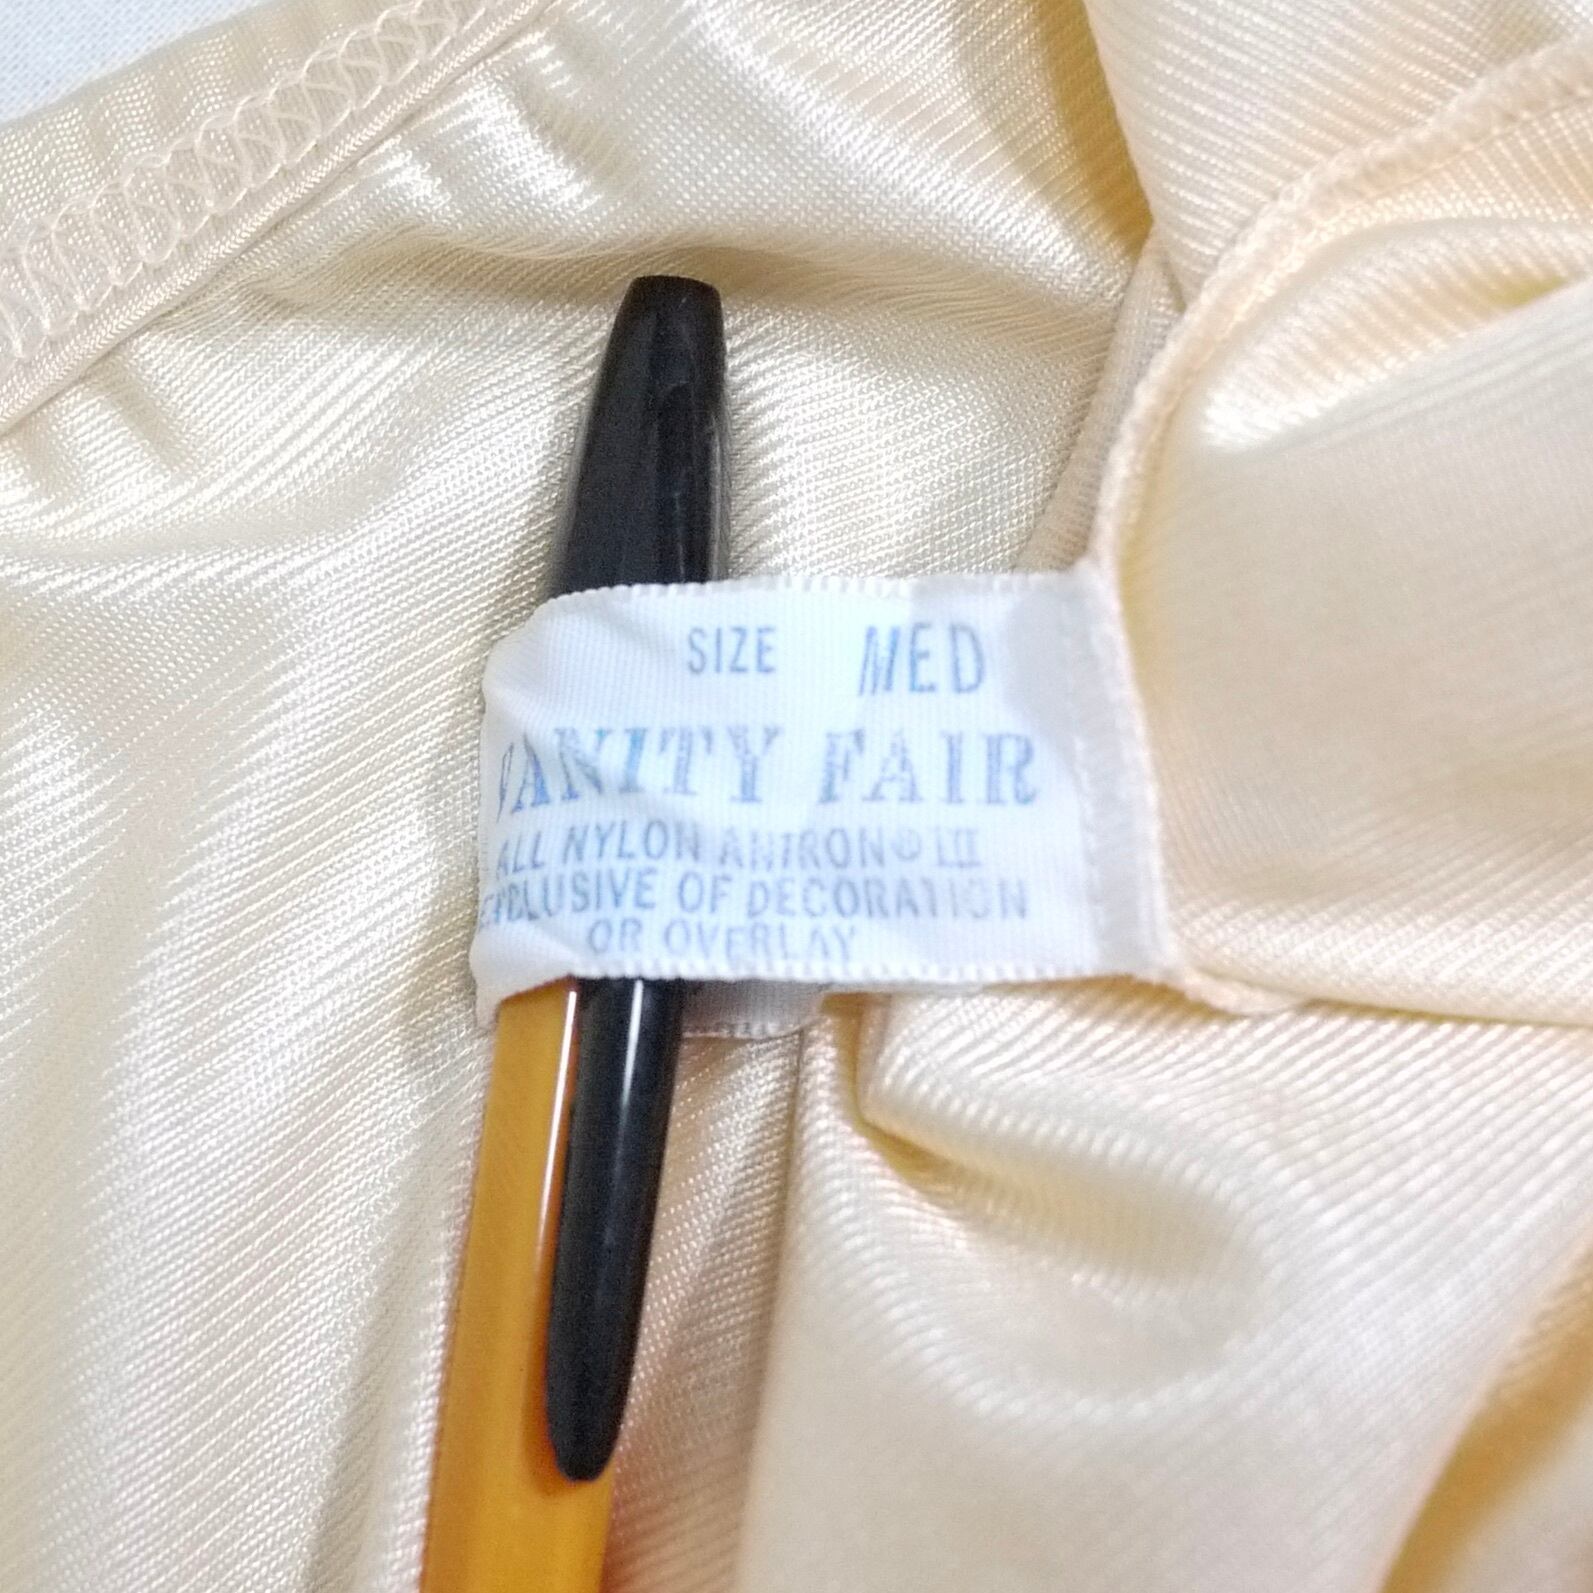 SIZE MED
VANITY FAIR
ALL NYLON ANTRON® III
EXCLUSIVE OF DECORATION
OR OVERLAY